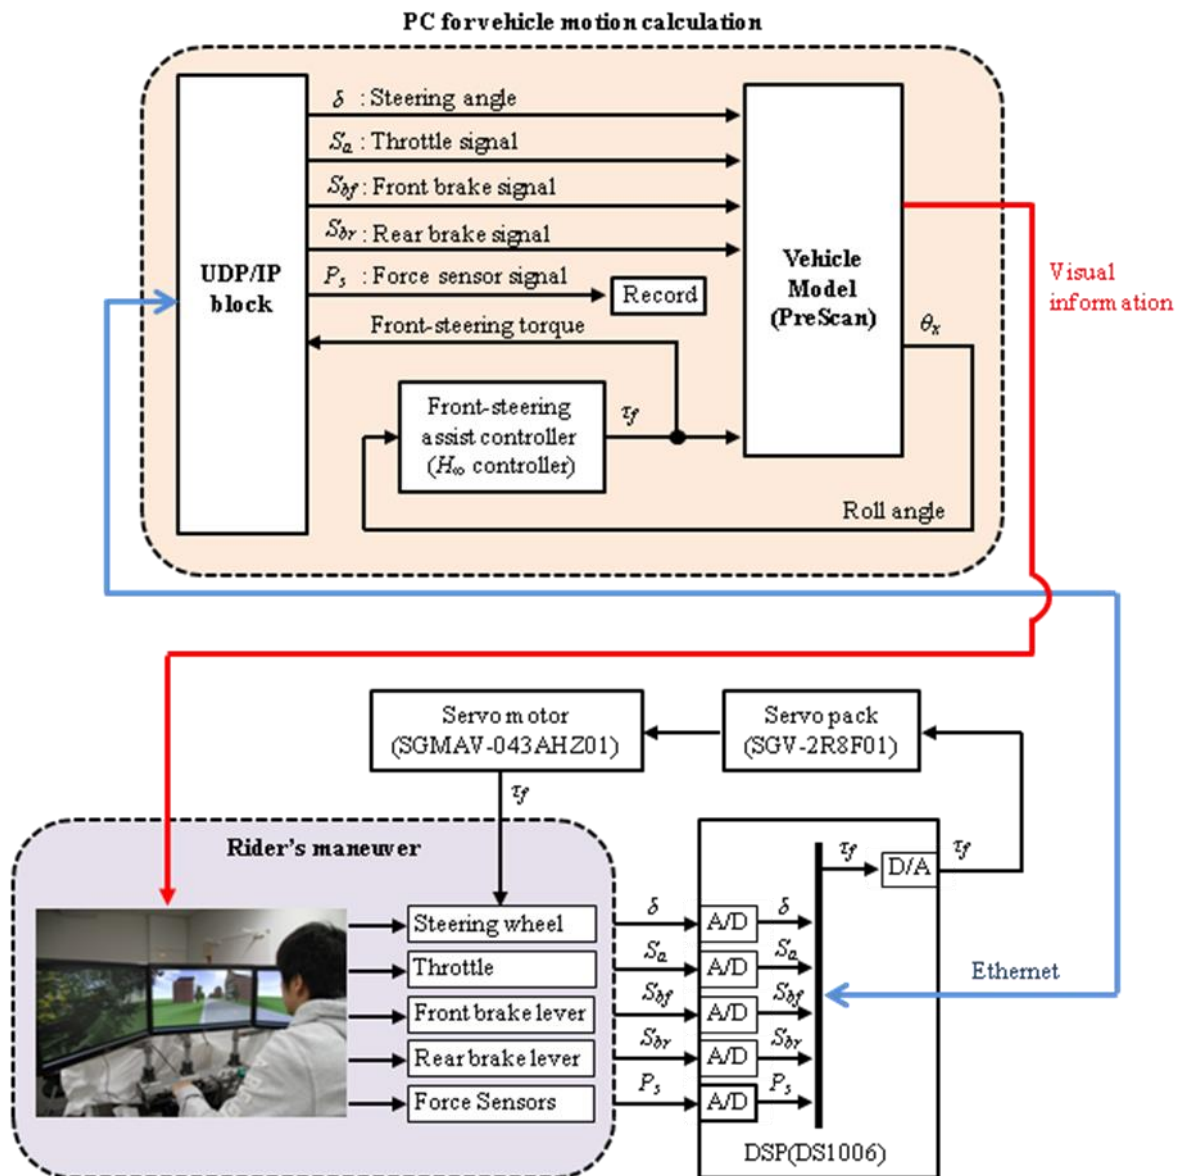 PC for vehicle motion calculation
δ : Steering angle
Sa : Throttle signal
Sbf : Front brake signal
Sbr : Rear brake signal
Ps : Force sensor signal
Record
Front-steering torque
UDP/IP
block
Vehicle
Model
(PreScan)
Visual
information
θx
Front-steering
assist controller
(H∞ controller)
τf
Roll angle
Servo motor
(SGMAV-043AHZ01)
Servo pack
(SGV-2R8F01)
τf
Rider's maneuver
Steering wheel
Throttle
Front brake lever
Rear brake lever
Force Sensors
δ
Sa
Sbf
Sbr
Ps
A/D
A/D
A/D
A/D
A/D
δ
Sa
Sbf
Sbr
Ps
τf
D/A
τf
Ethernet
DSP(DS1006)